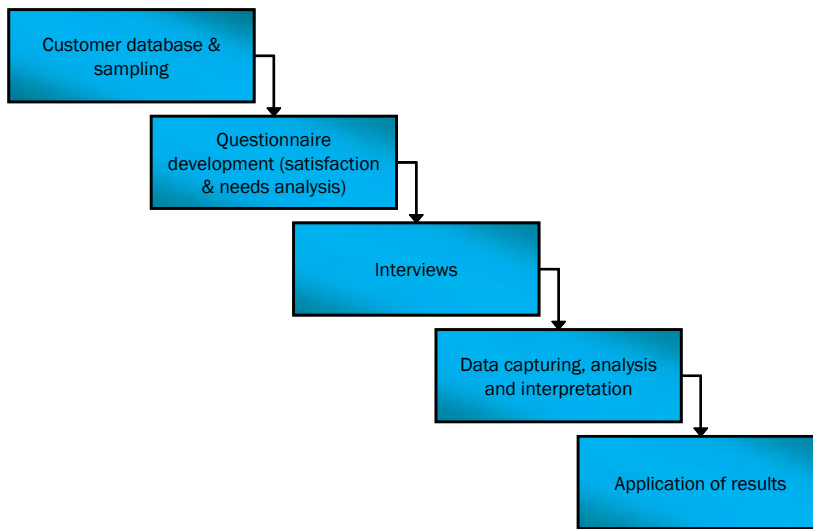 Customer database &
sampling
Questionnaire
development (satisfaction
& needs analysis)
Interviews
Data capturing, analysis
and interpretation
Application of results